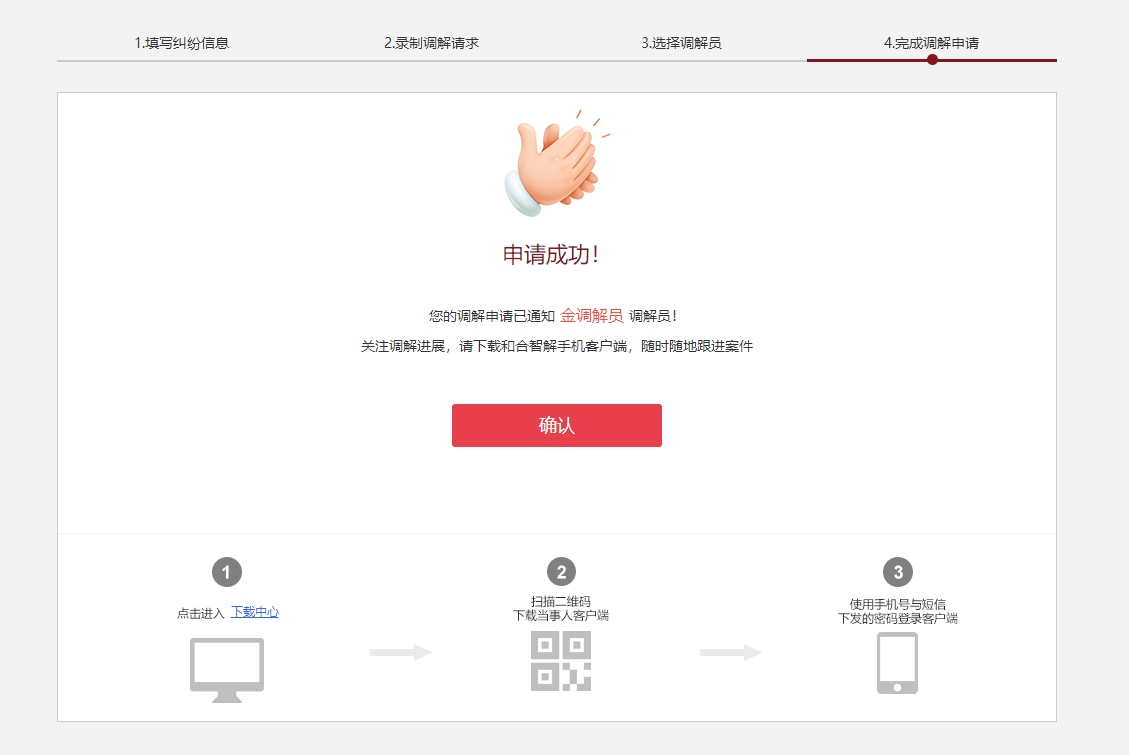 1.填写纠纷信息
2.录制调解请求
3.选择调解员
4.完成调解申请
申请成功！
您的调解申请已通知 金调解员 调解员！
关注调解进展，请下载和合智解手机客户端，随时随地跟进案件
确认
1
点击进入 下载中心
2
扫描二维码
下载当事人客户端
3
使用手机号与短信
下发的密码登录客户端